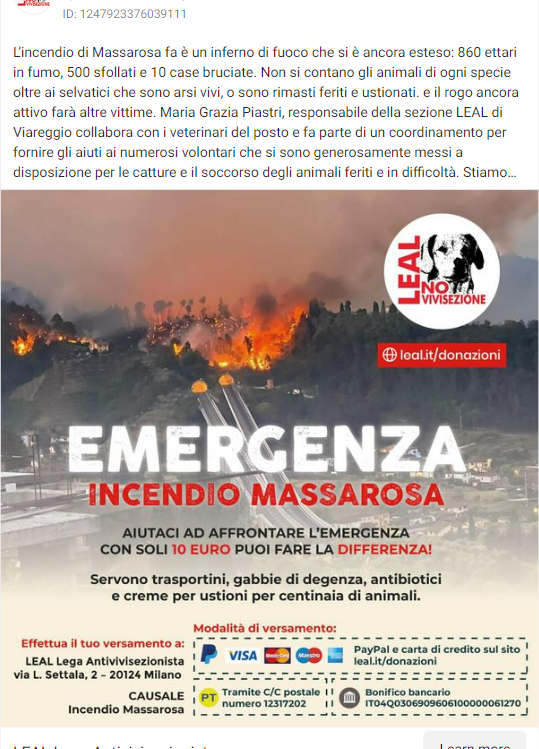 ID: 1247923376039111
L'incendio di Massarosa fa è un inferno di fuoco che si è ancora esteso: 860 ettari
in fumo, 500 sfollati e 10 case bruciate. Non si contano gli animali di ogni specie
oltre ai selvatici che sono arsi vivi, o sono rimasti feriti e ustionati. e il rogo ancora
attivo farà altre vittime. Maria Grazia Piastri, responsabile della sezione LEAL di
Viareggio collabora con i veterinari del posto e fa parte di un coordinamento per
fornire gli aiuti ai numerosi volontari che si sono generosamente messi a
disposizione per le catture e il soccorso degli animali feriti e in difficoltà. Stiamo...
LEAL
NO
VIVISEZIONE
leal.it/donazioni
EMERGENZA
INCENDIO MASSAROSA
AIUTACI AD AFFRONTARE L'EMERGENZA
CON SOLI 10 EURO PUOI FARE LA DIFFERENZA!
Servono trasportini, gabbie di degenza, antibiotici
e creme per ustioni per centinaia di animali.
Modalità di versamento:
Effettua il tuo versamento a:
LEAL Lega Antivivisezionista
via L. Settala, 2 – 20124 Milano
CAUSALE
Incendio Massarosa
VISA
MasterCard
Maestro
PayPal e carta di credito sul sito
leal.it/donazioni
PT
Tramite C/C postale
numero 12317202
Bonifico bancario
IT04Q0306909606100000061270
Learn more